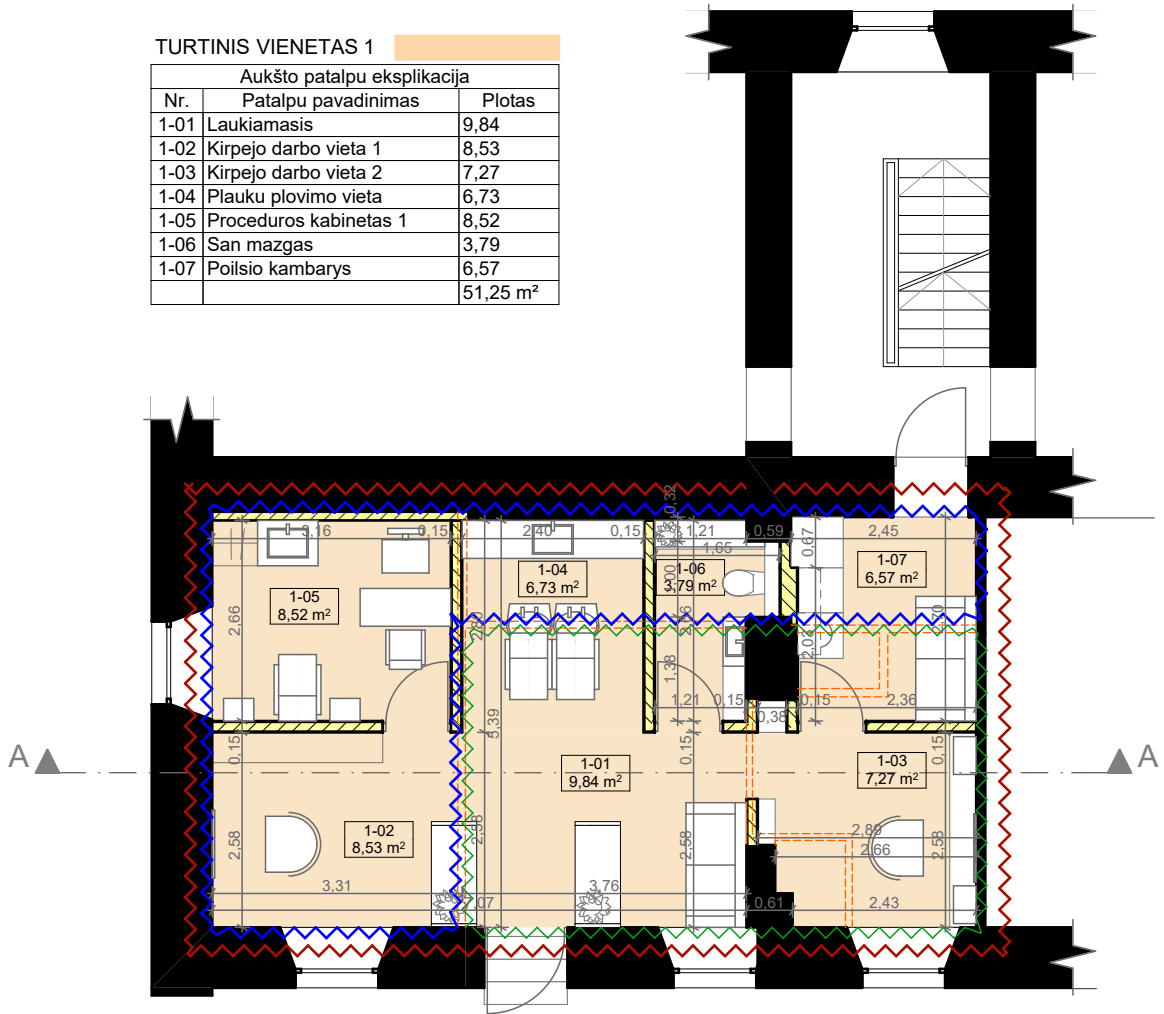 TURTINIS VIENETAS 1
Aukšto patalpu eksplikacija
Nr. Patalpu pavadinimas Plotas
1-01 Laukiamasis 9,84
1-02 Kirpejo darbo vieta 1 8,53
1-03 Kirpejo darbo vieta 2 7,27
1-04 Plauku plovimo vieta 6,73
1-05 Proceduros kabinetas 1 8,52
1-06 San mazgas 3,79
1-07 Poilsio kambarys 6,57
51,25 m²
0,32
3,16 0,15 2,40 0,15 1,21 0,59 2,45
0,67
1,65
1-07
6,57 m²
1-04
6,73 m²
1-06
3,79 m²
1-05
8,52 m²
2,66
1,38
2,03
1,21 0,15 0,15 2,36
0,38
5,39
0,15 0,15 0,15
A A
1-01
9,84 m²
1-03
7,27 m²
1-02
8,53 m²
2,89
2,66
2,58 2,58 2,58
3,31 3,76
0,61 2,43